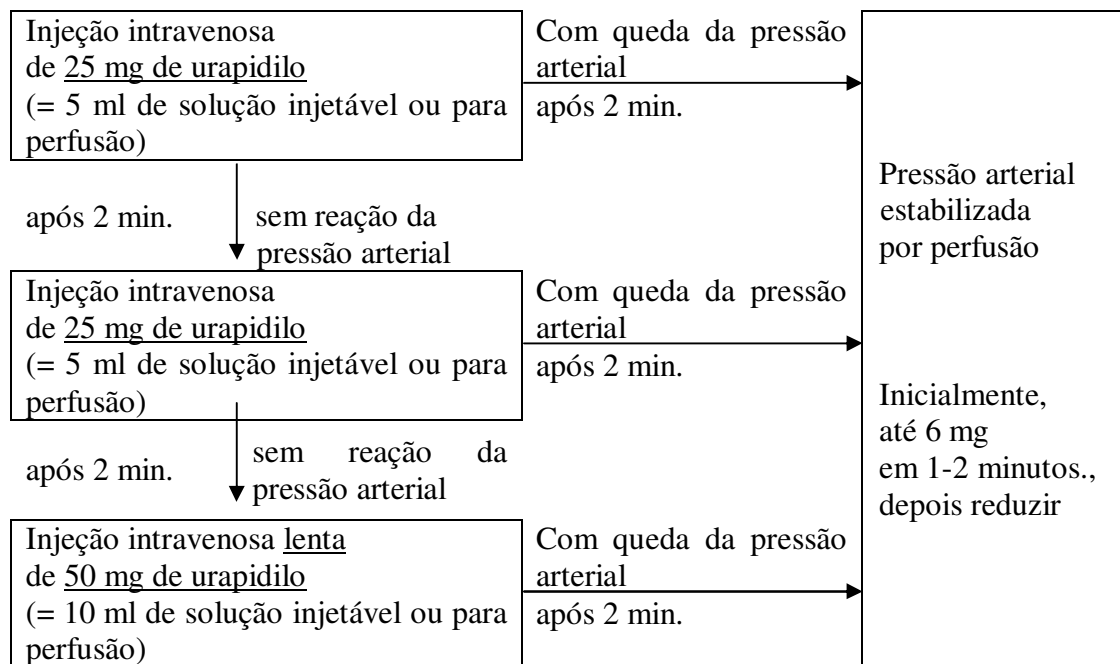 Injeção intravenosa
de 25 mg de urapidilo
(= 5 ml de solução injetável ou para
perfusão)
Com queda da pressão
arterial
após 2 min.
após 2 min.
sem reação da
pressão arterial
Injeção intravenosa
de 25 mg de urapidilo
(= 5 ml de solução injetável ou para
perfusão)
Com queda da pressão
arterial
após 2 min.
após 2 min.
sem reação da
pressão arterial
Injeção intravenosa lenta
de 50 mg de urapidilo
(= 10 ml de solução injetável ou para
perfusão)
Com queda da pressão
arterial
após 2 min.
Pressão arterial
estabilizada
por perfusão
Inicialmente,
até 6 mg
em 1-2 minutos.,
depois reduzir